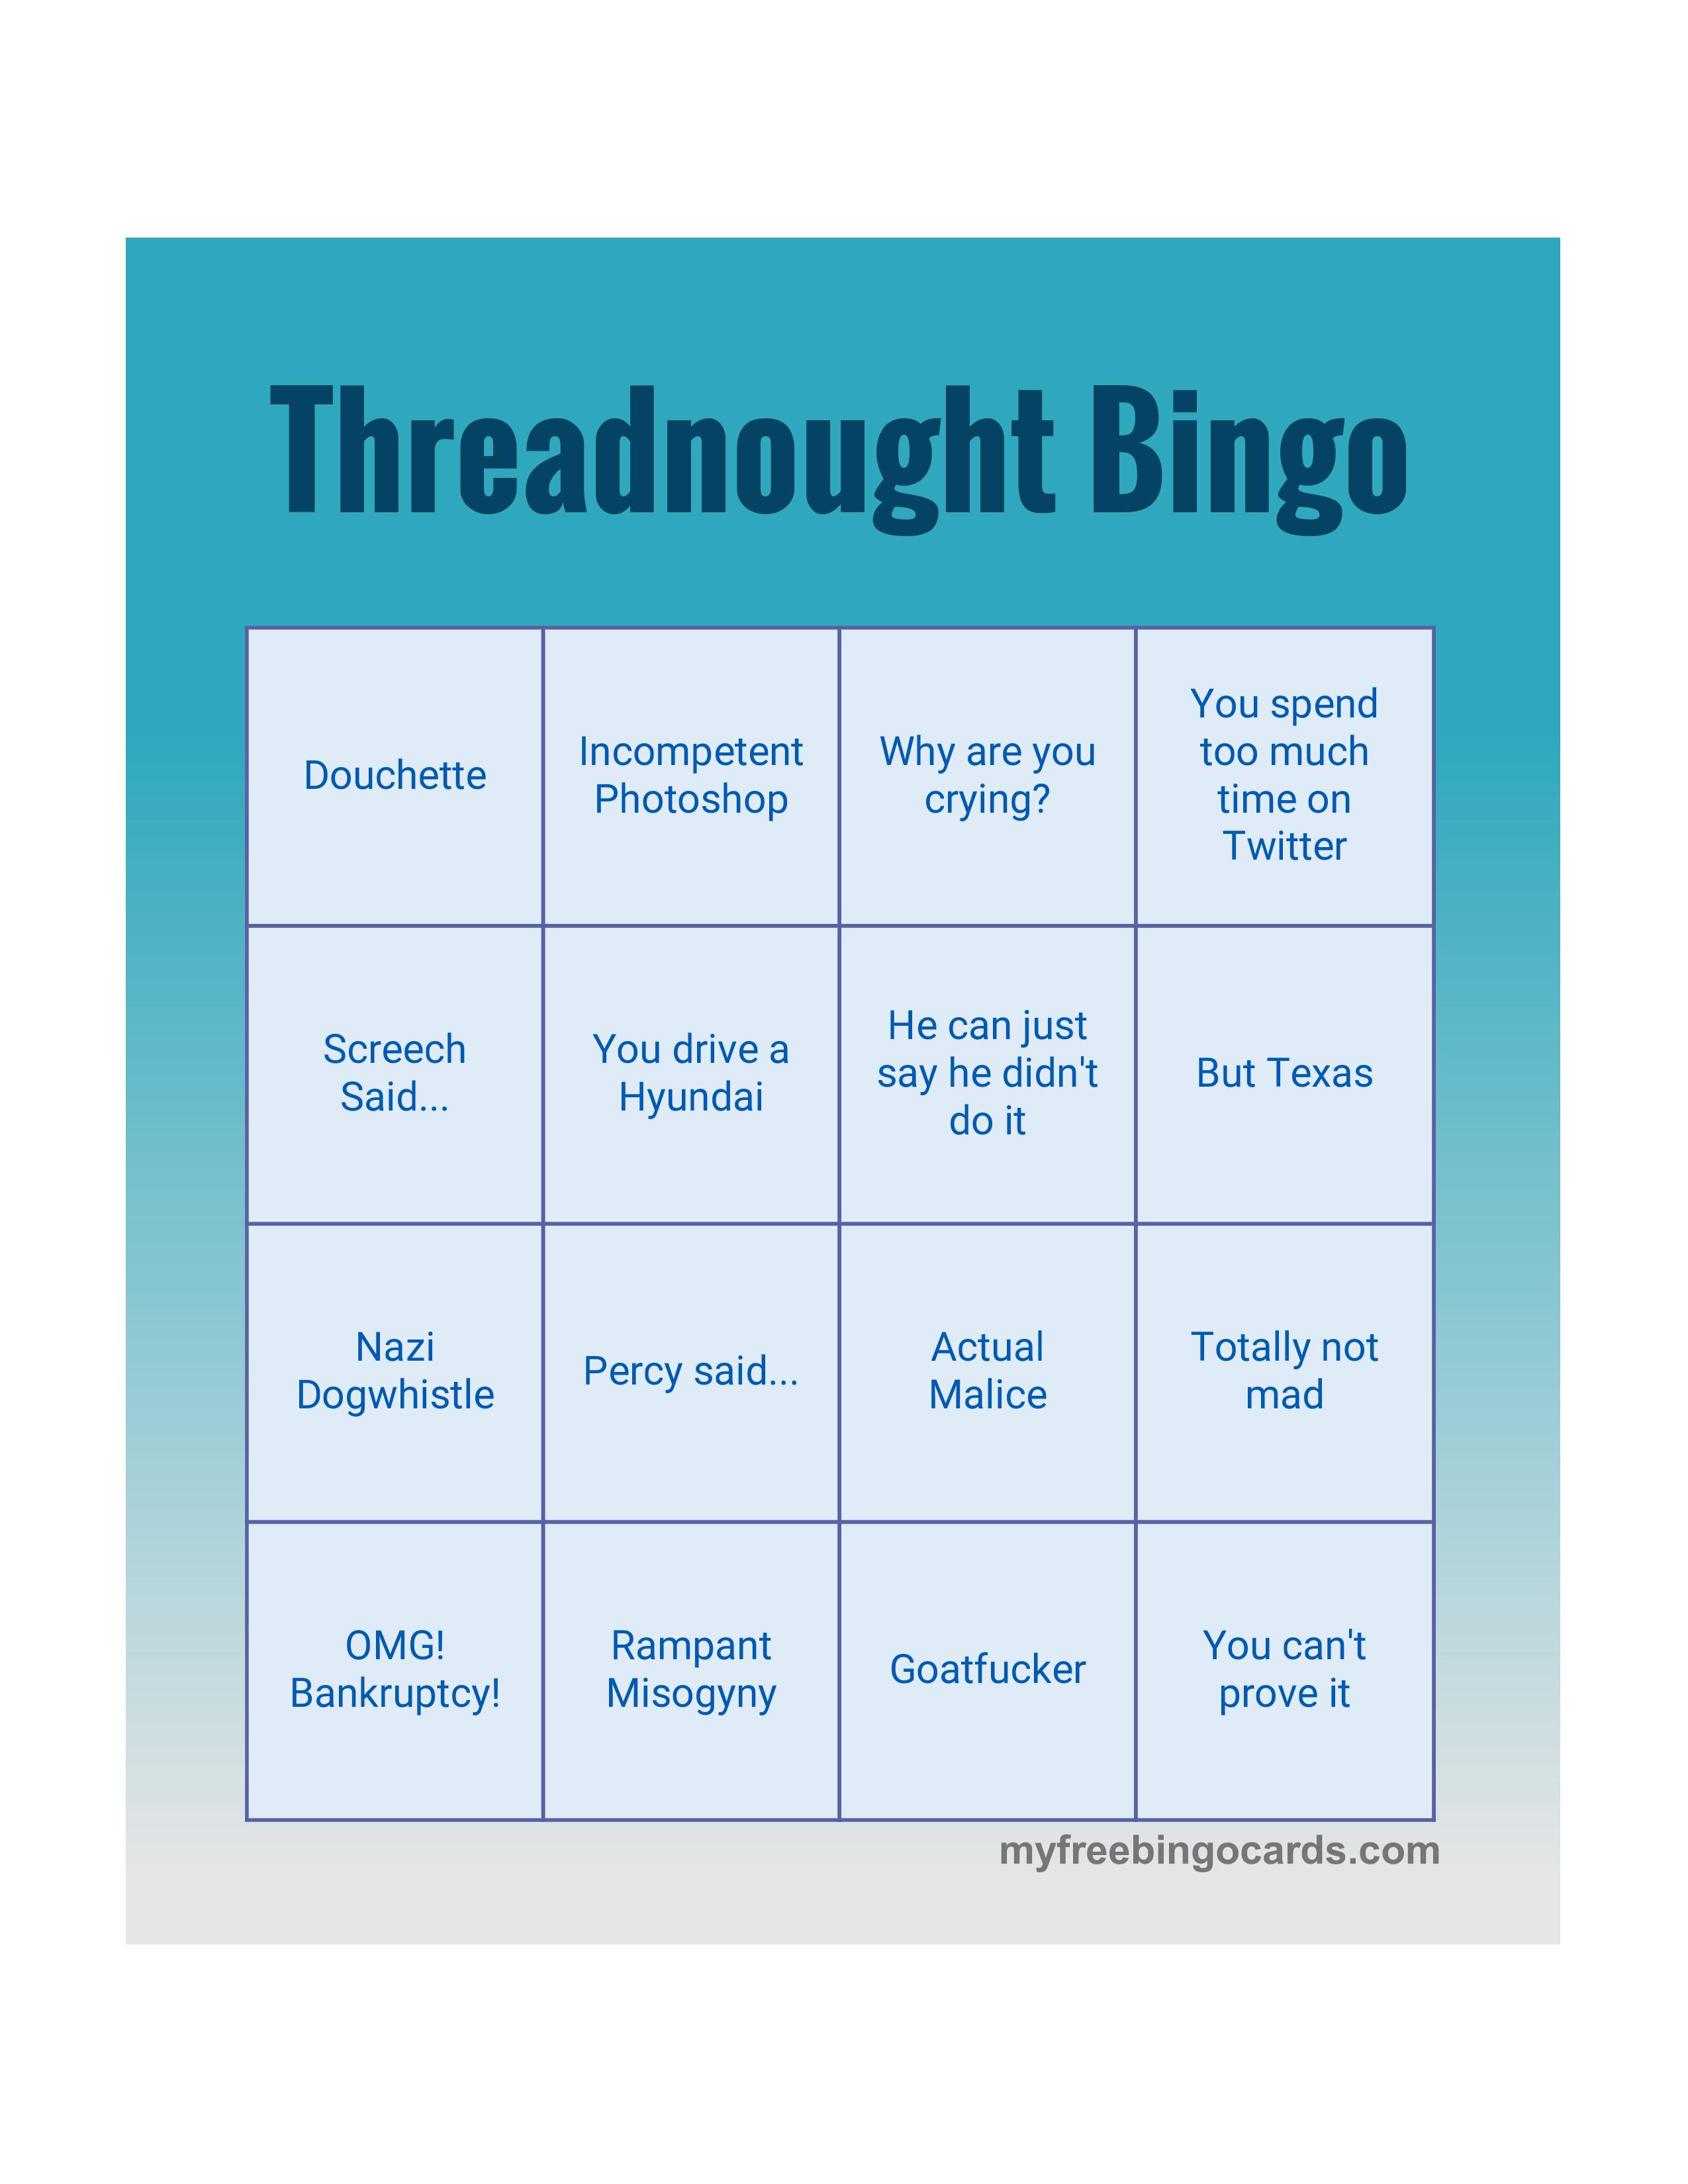 Threadnought Bingo
Douchette
Incompetent
Photoshop
Why are you
crying?
You spend
too much
time on
Twitter
Screech
Said...
You drive a
Hyundai
He can just
say he didn't
do it
But Texas
Nazi
Dogwhistle
Percy said...
Actual
Malice
Totally not
mad
OMG!
Bankruptcy!
Rampant
Misogyny
Goatfucker
You can't
prove it
myfreebingocards.com